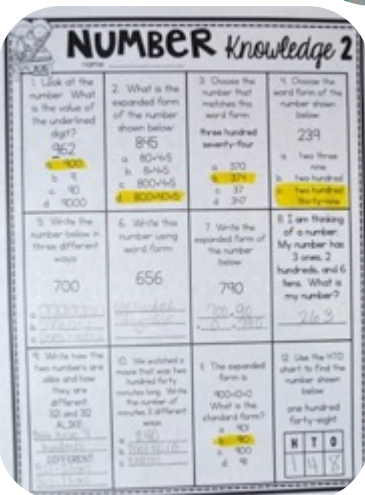 NUMBER Knowledge 2
name
1. Look at the
number. What
is the value of
the underlined
digit?
962
a. 900
b. 9
c. 90
d. 9000
2. What is the
expanded form
of the number
shown below
845
a. 80+4+5
b. 8+4+5
c. 800+4+5
d. 800+40+5
3. Choose the
number that
matches this
word form:
three hundred
seventy-four
a. 370
b. 374
c. 37
d. 347
4. Choose the
word form of the
number shown
below
239
a. two three
nine
b. two hundred
c. two hundred
thirty-nine
5. Write the
number below in
three different
ways
700
a.
b.
c.
6. Write this
number using
word form:
656
7. Write the
expanded form of
the number
below
790
8. I am thinking
of a number.
My number has
3 ones, 2
hundreds, and 6
tens. What is
my number?
263
9. Write how the
two numbers are
alike and how
they are
different.
ALIKE:
DIFFERENT:
10. We watched a
movie that was two
hundred forty
minutes long. Write
the number of
minutes 3 different
ways
a. 240
b.
c.
11. The expanded
form is
900+0+0
What is the
standard form?
a. 901
b. 90
c. 900
d. 91
12. Use the HTO
chart to find the
number shown
below
one hundred
forty-eight
H T O
1 4 8